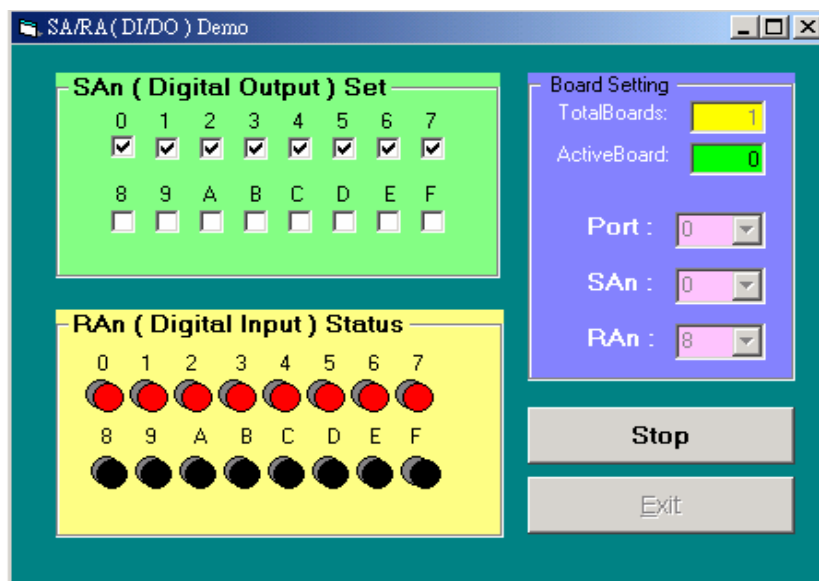 SA/RA( DI/DO ) Demo
SAn ( Digital Output ) Set
0 1 2 3 4 5 6 7
8 9 A B C D E F
RAn ( Digital Input ) Status
0 1 2 3 4 5 6 7
8 9 A B C D E F
Board Setting
TotalBoards: 1
ActiveBoard: 0
Port : 0
SAn : 0
RAn : 8
Stop
Exit